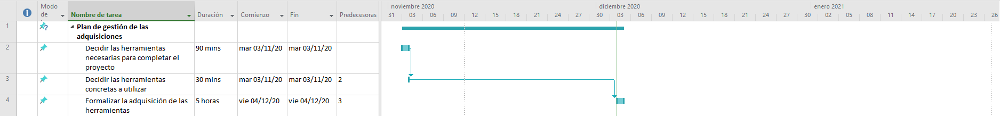 noviembre 2020 diciembre 2020 enero 2021
Modo
de
Nombre de tarea Duración Comienzo Fin Predecesoras
31 03 06 09 12 15 18 21 24 27 30 03 06 09 12 15 18 21 24 27 30 02 05 08 11 14 17 20 23 26
1 ? Plan de gestión de las
adquisiciones
2 Decidir las herramientas 90 mins mar 03/11/20 mar 03/11/20
necesarias para completar el
proyecto
3 Decidir las herramientas 30 mins mar 03/11/20 mar 03/11/20 2
concretas a utilizar
4 Formalizar la adquisición de las 5 horas vie 04/12/20 vie 04/12/20 3
herramientas